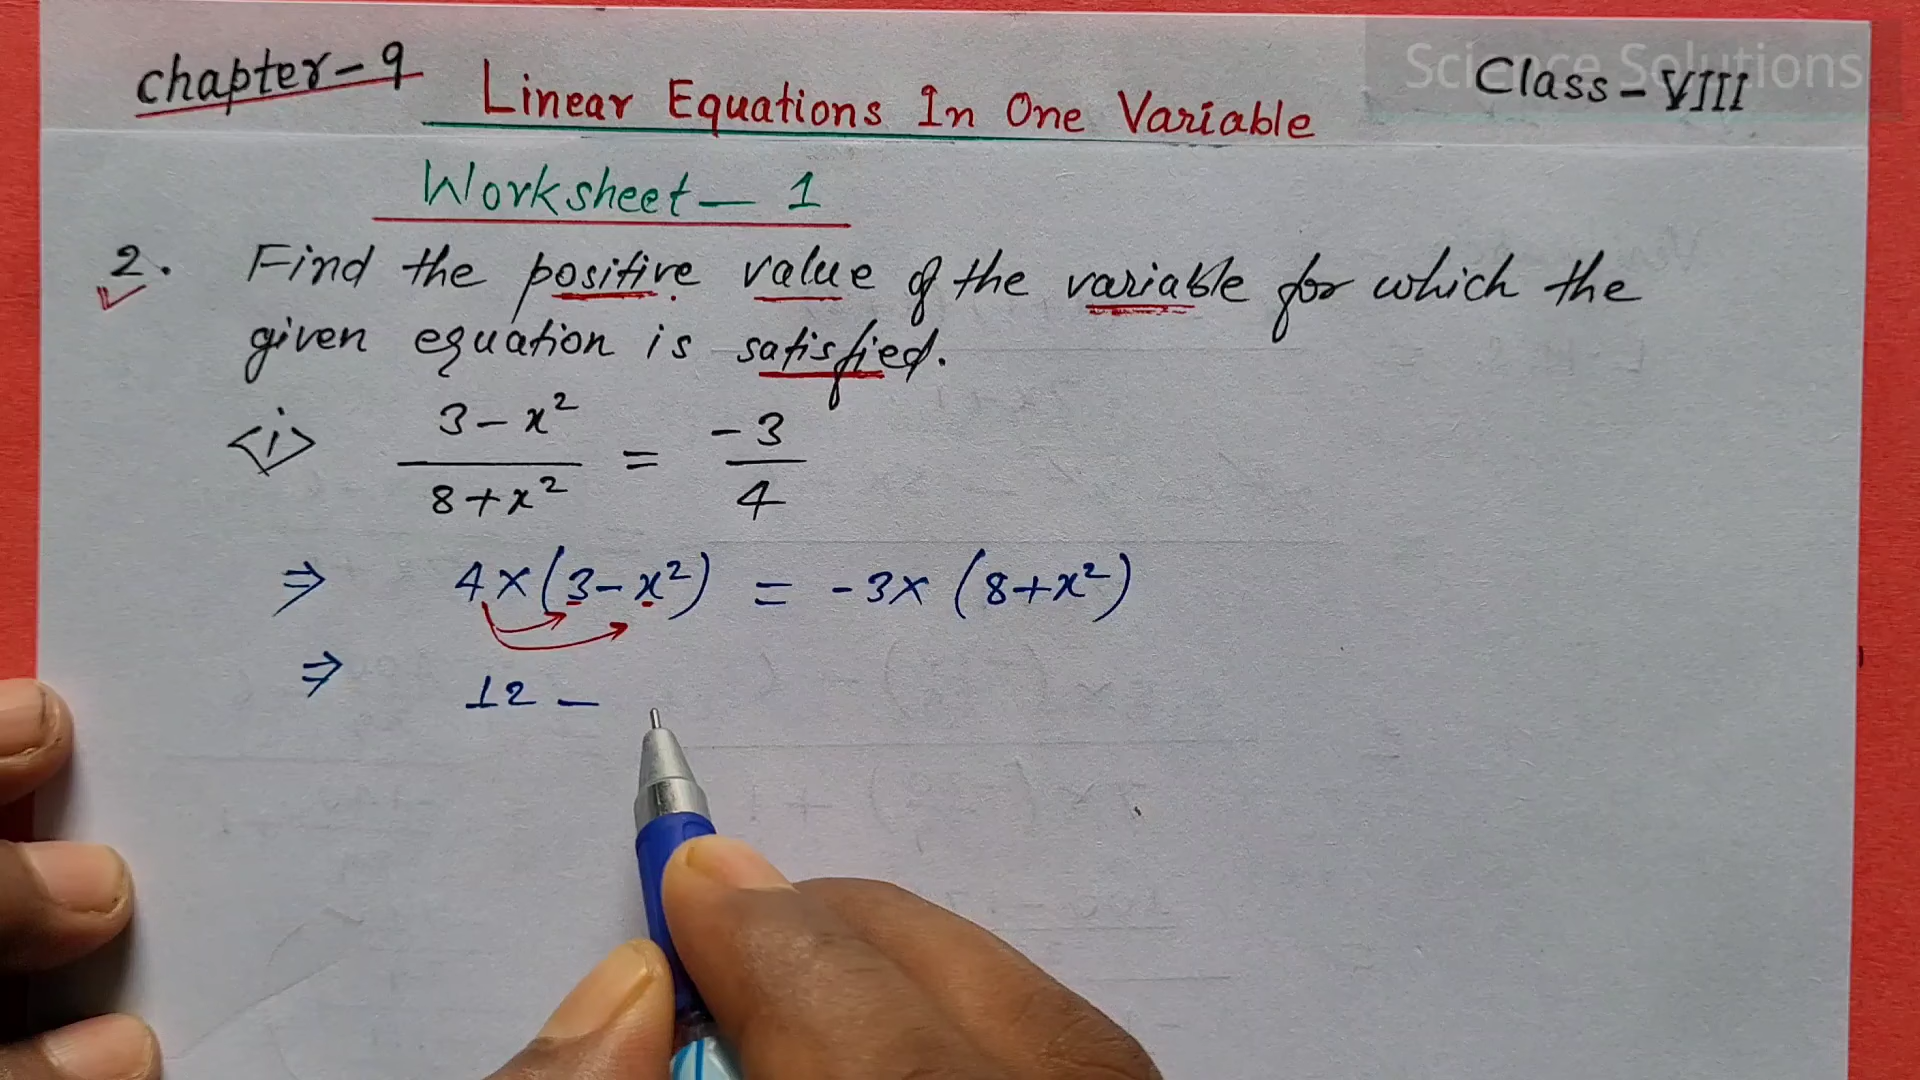 Science Solutions
chapter-9 Linear Equations In One Variable Class-VIII
Worksheet-1
2. Find the positive value of the variable for which the
given equation is satisfied.
<i> (3-x²)/(8+x²) = -3/4
⇒ 4×(3-x²) = -3×(8+x²)
⇒ 12 -